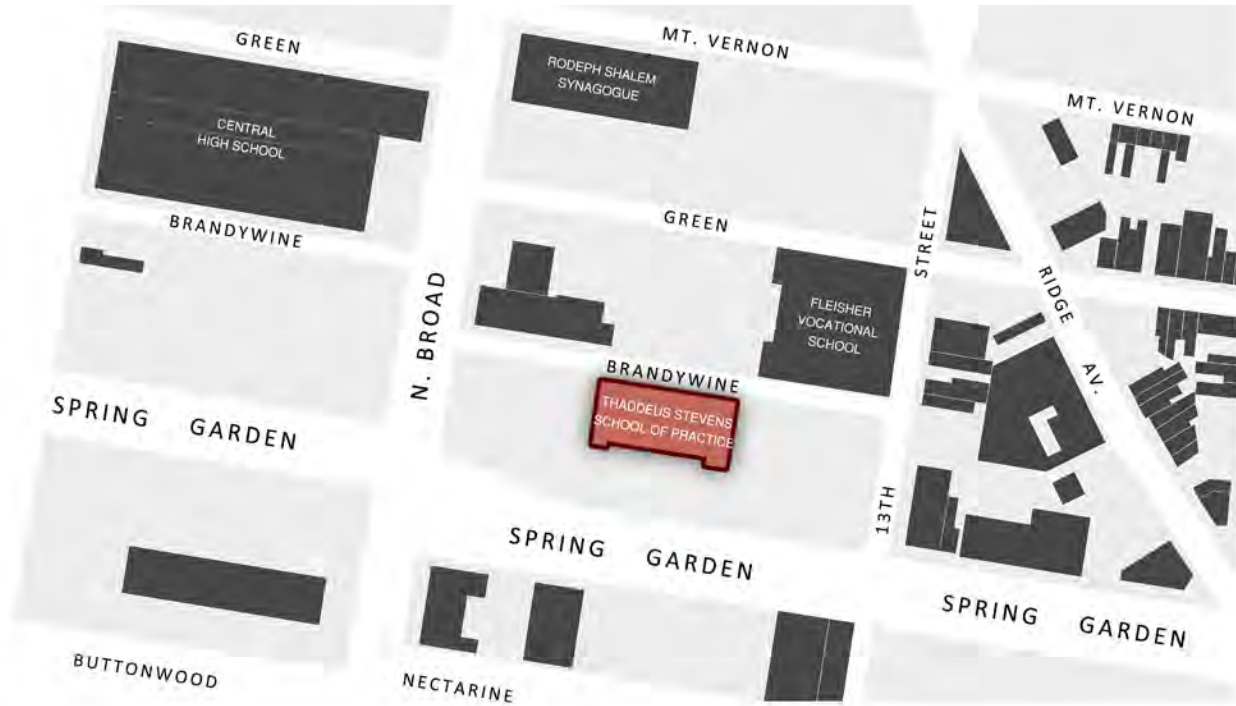 GREEN
MT. VERNON
RODEPH SHALEM
SYNAGOGUE
MT. VERNON
CENTRAL
HIGH SCHOOL
BRANDYWINE
GREEN
STREET
N. BROAD
RIDGE AV.
FLEISHER
VOCATIONAL
SCHOOL
BRANDYWINE
THADDEUS STEVENS
SCHOOL OF PRACTICE
SPRING GARDEN
13TH
SPRING GARDEN
SPRING GARDEN
BUTTONWOOD
NECTARINE